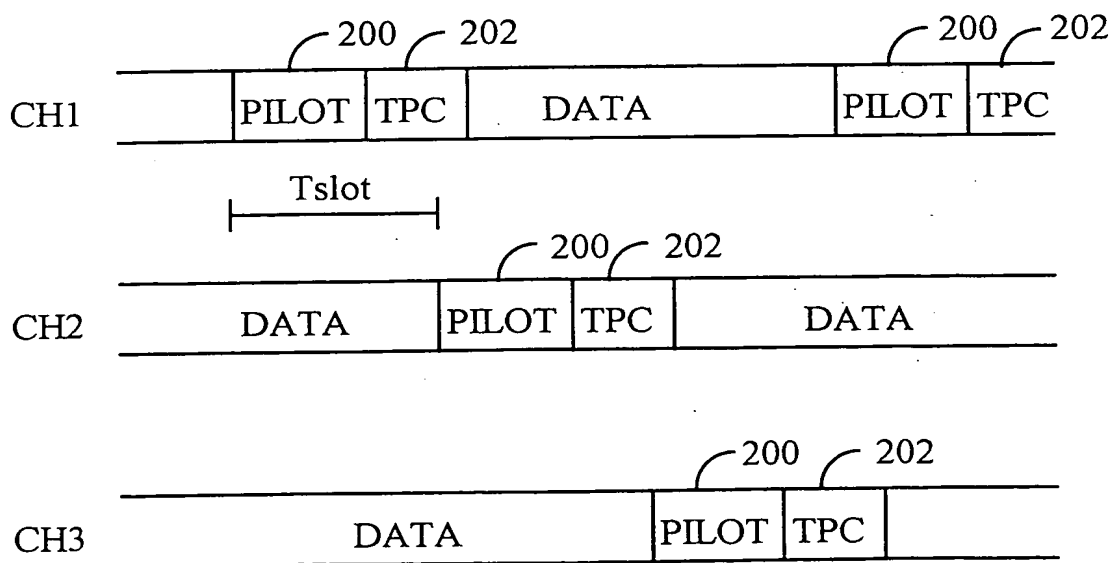 200 202 200 202
CH1 PILOT TPC DATA PILOT TPC
Tslot
200 202
CH2 DATA PILOT TPC DATA
200 202
CH3 DATA PILOT TPC